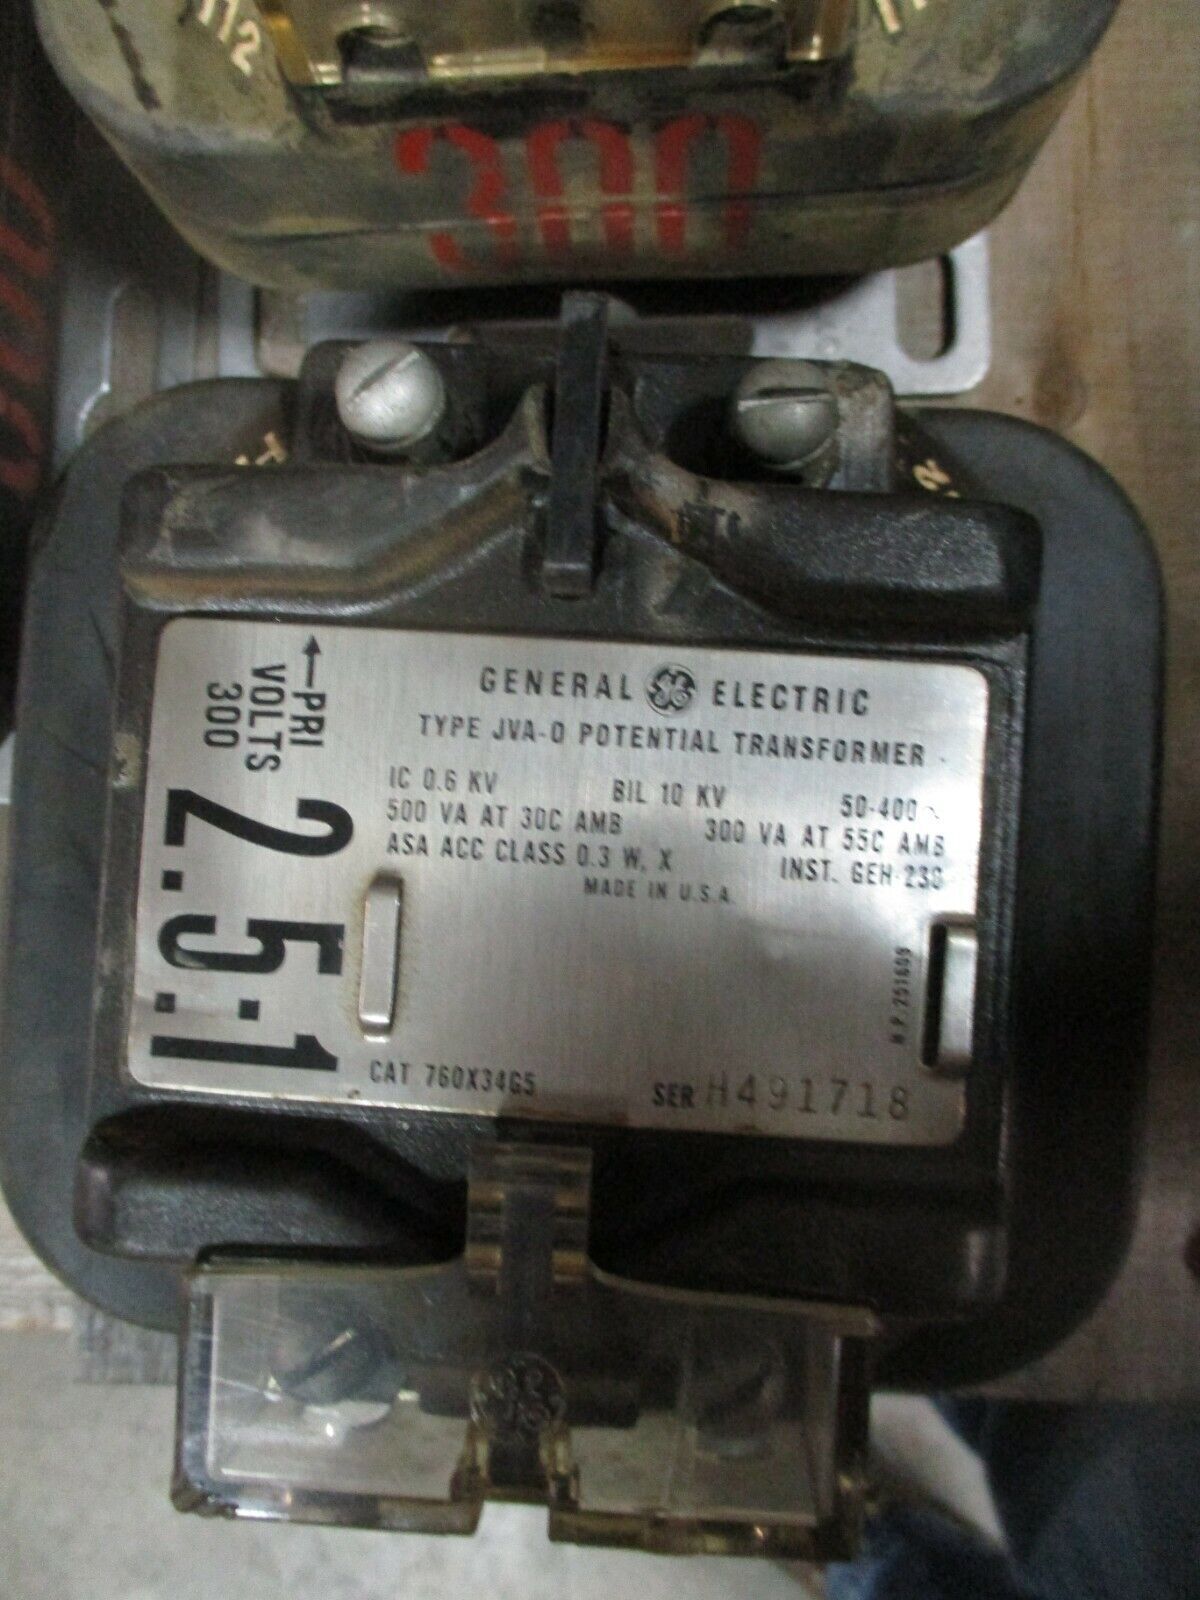 300
GENERAL GE ELECTRIC
TYPE JVA-0 POTENTIAL TRANSFORMER
IC 0.6 KV BIL 10 KV 50-400~
500 VA AT 30C AMB 300 VA AT 55C AMB
ASA ACC CLASS 0.3 W, X INST. GEH-230
MADE IN U.S.A.
←PRI
VOLTS
300
2.5:1
N.P. 251609
CAT 760X34G5 SER H491718